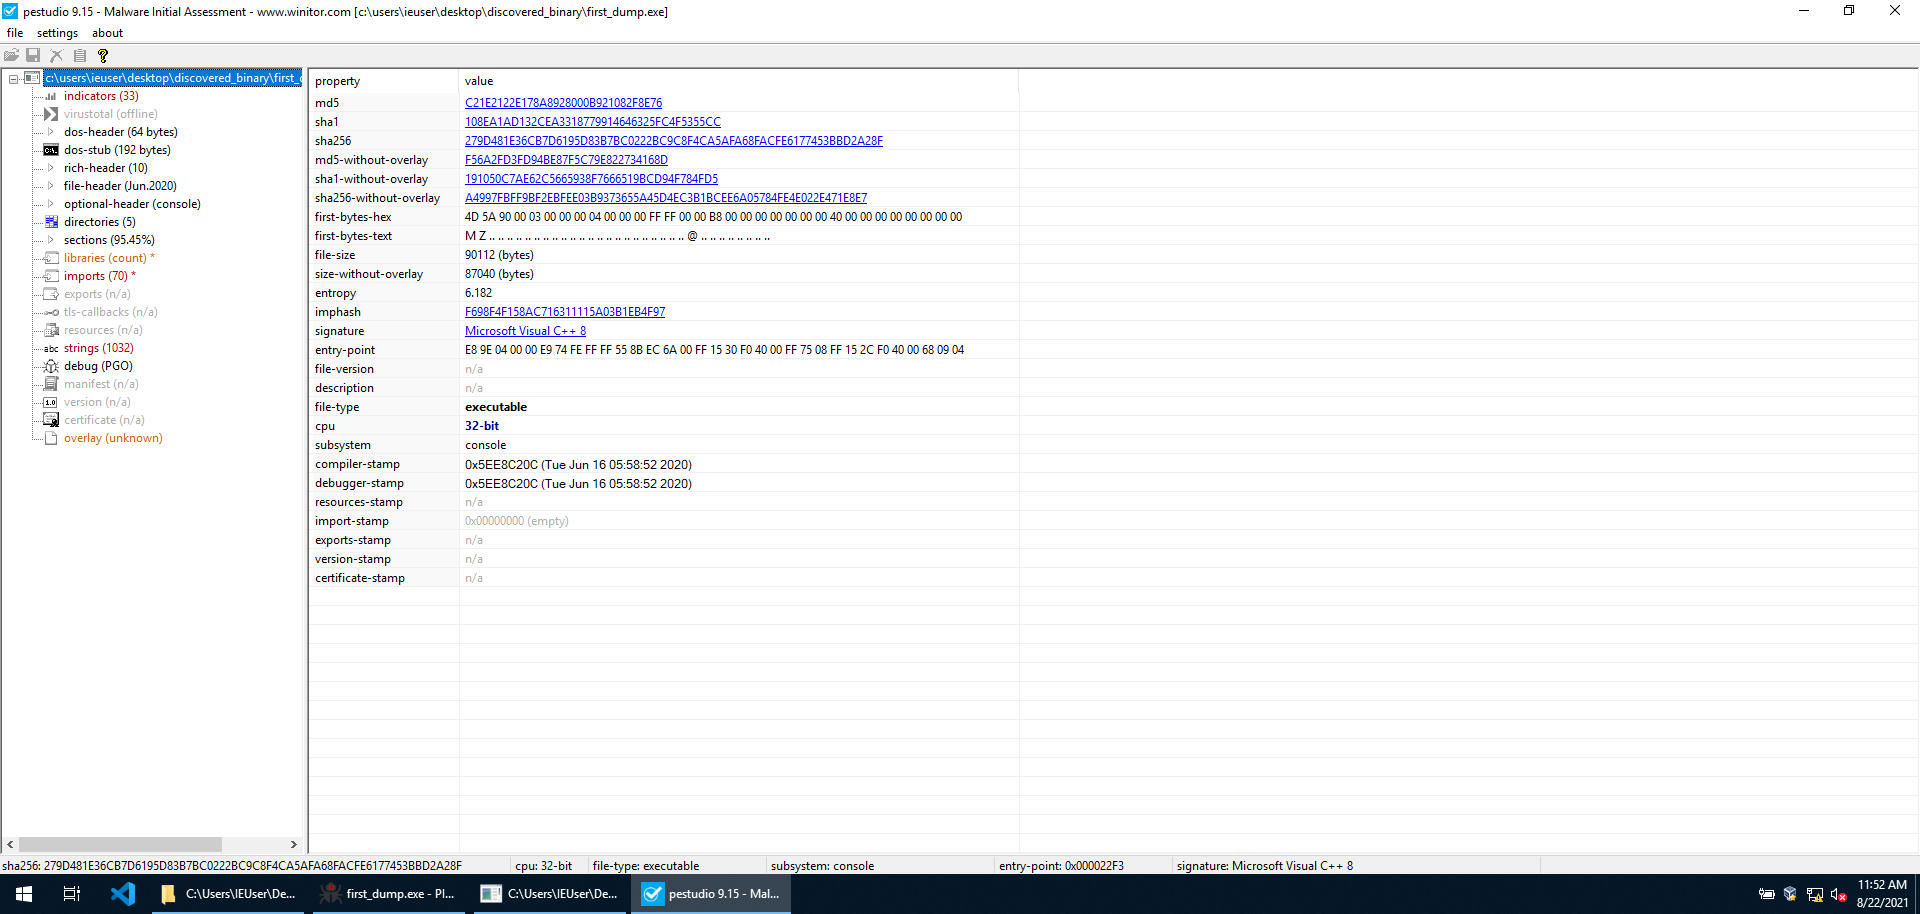 pestudio 9.15 - Malware Initial Assessment - www.winitor.com [c:\users\ieuser\desktop\discovered_binary\first_dump.exe]
file settings about
c:\users\ieuser\desktop\discovered_binary\first_c
indicators (33)
virustotal (offline)
dos-header (64 bytes)
dos-stub (192 bytes)
rich-header (10)
file-header (Jun.2020)
optional-header (console)
directories (5)
sections (95.45%)
libraries (count) *
imports (70) *
exports (n/a)
tls-callbacks (n/a)
resources (n/a)
abc strings (1032)
debug (PGO)
manifest (n/a)
1.0 version (n/a)
certificate (n/a)
overlay (unknown)
property value
md5 C21E2122E178A8928000B921082F8E76
sha1 108EA1AD132CEA3318779914646325FC4F5355CC
sha256 279D481E36CB7D6195D83B7BC0222BC9C8F4CA5AFA68FACFE6177453BBD2A28F
md5-without-overlay F56A2FD3FD94BE87F5C79E822734168D
sha1-without-overlay 191050C7AE62C5665938F7666519BCD94F784FD5
sha256-without-overlay A4997FBFF9BF2EBFEE03B9373655A45D4EC3B1BCEE6A05784FE4E022E471E8E7
first-bytes-hex 4D 5A 90 00 03 00 00 00 04 00 00 00 FF FF 00 00 B8 00 00 00 00 00 00 00 40 00 00 00 00 00 00 00
first-bytes-text M Z .. .. .. .. .. .. .. .. .. .. .. .. .. .. .. .. .. .. .. .. .. .. @ .. .. .. .. .. .. ..
file-size 90112 (bytes)
size-without-overlay 87040 (bytes)
entropy 6.182
imphash F698F4F158AC716311115A03B1EB4F97
signature Microsoft Visual C++ 8
entry-point E8 9E 04 00 00 E9 74 FE FF FF 55 8B EC 6A 00 FF 15 30 F0 40 00 FF 75 08 FF 15 2C F0 40 00 68 09 04
file-version n/a
description n/a
file-type executable
cpu 32-bit
subsystem console
compiler-stamp 0x5EE8C20C (Tue Jun 16 05:58:52 2020)
debugger-stamp 0x5EE8C20C (Tue Jun 16 05:58:52 2020)
resources-stamp n/a
import-stamp 0x00000000 (empty)
exports-stamp n/a
version-stamp n/a
certificate-stamp n/a
sha256: 279D481E36CB7D6195D83B7BC0222BC9C8F4CA5AFA68FACFE6177453BBD2A28F cpu: 32-bit file-type: executable subsystem: console entry-point: 0x000022F3 signature: Microsoft Visual C++ 8
C:\Users\IEUser\De... first_dump.exe - Pl... C:\Users\IEUser\De... pestudio 9.15 - Mal... 11:52 AM
8/22/2021